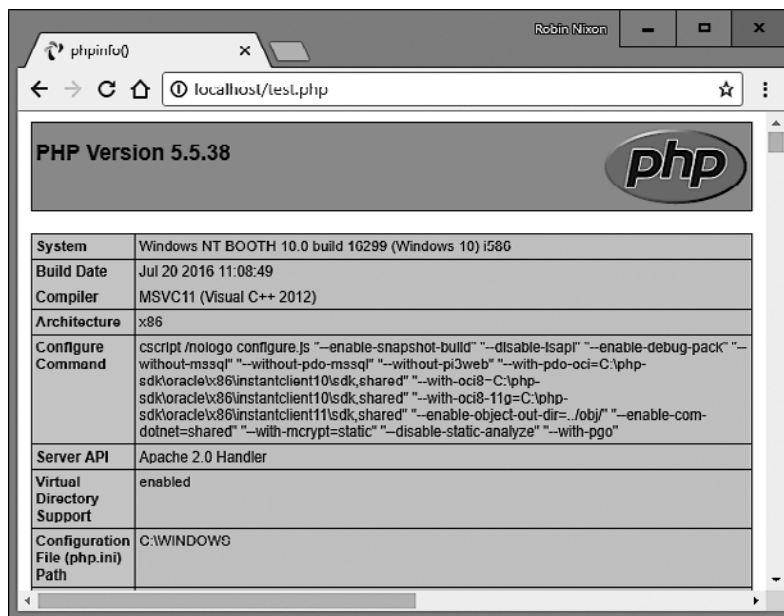 Robin Nixon
phpinfo()
localhost/test.php
PHP Version 5.5.38
php
System Windows NT BOOTH 10.0 build 16299 (Windows 10) i586
Build Date Jul 20 2016 11:08:49
Compiler MSVC11 (Visual C++ 2012)
Architecture x86
Configure Command cscript /nologo configure.js "--enable-snapshot-build" "--disable-isapi" "--enable-debug-pack" "--
without-mssql" "--without-pdo-mssql" "--without-pi3web" "--with-pdo-oci=C:\php-
sdk\oracle\x86\instantclient10\sdk,shared" "--with-oci8=C:\php-
sdk\oracle\x86\instantclient10\sdk,shared" "--with-oci8-11g=C:\php-
sdk\oracle\x86\instantclient11\sdk,shared" "--enable-object-out-dir=../obj/" "--enable-com-
dotnet=shared" "--with-mcrypt=static" "--disable-static-analyze" "--with-pgo"
Server API Apache 2.0 Handler
Virtual Directory Support enabled
Configuration File (php.ini) Path C:\WINDOWS